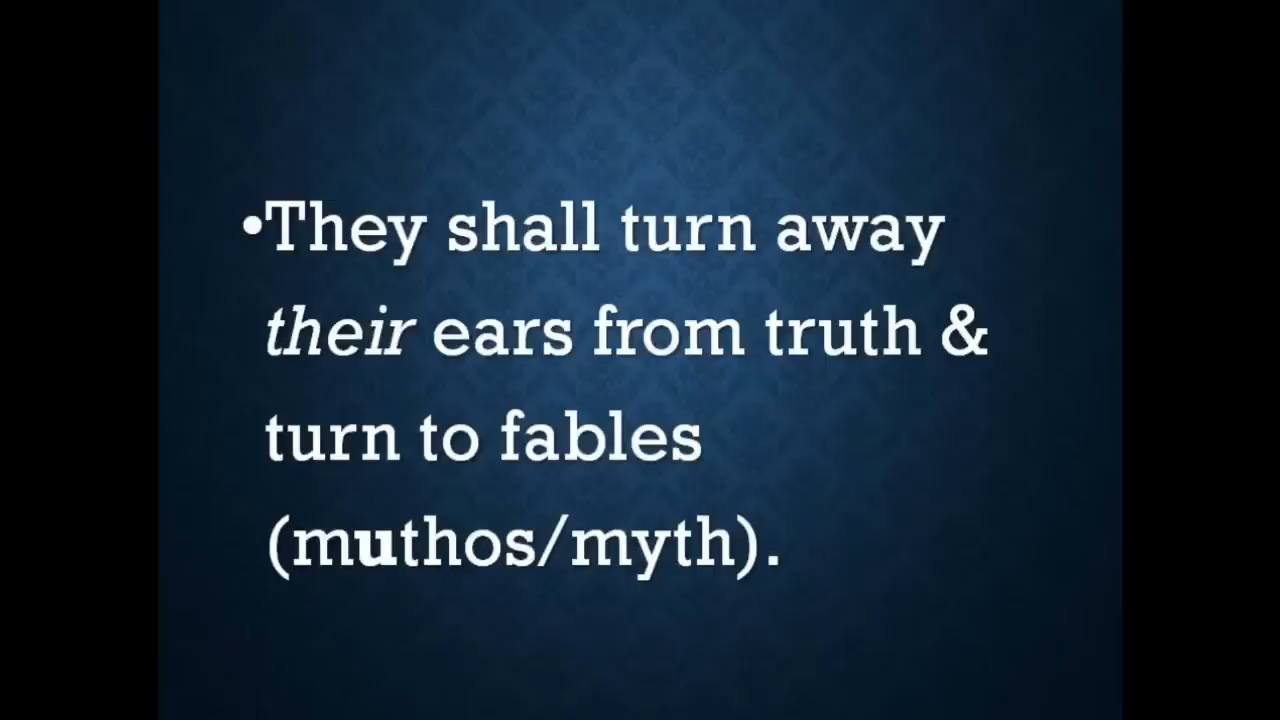 •They shall turn away
their ears from truth &
turn to fables
(muthos/myth).